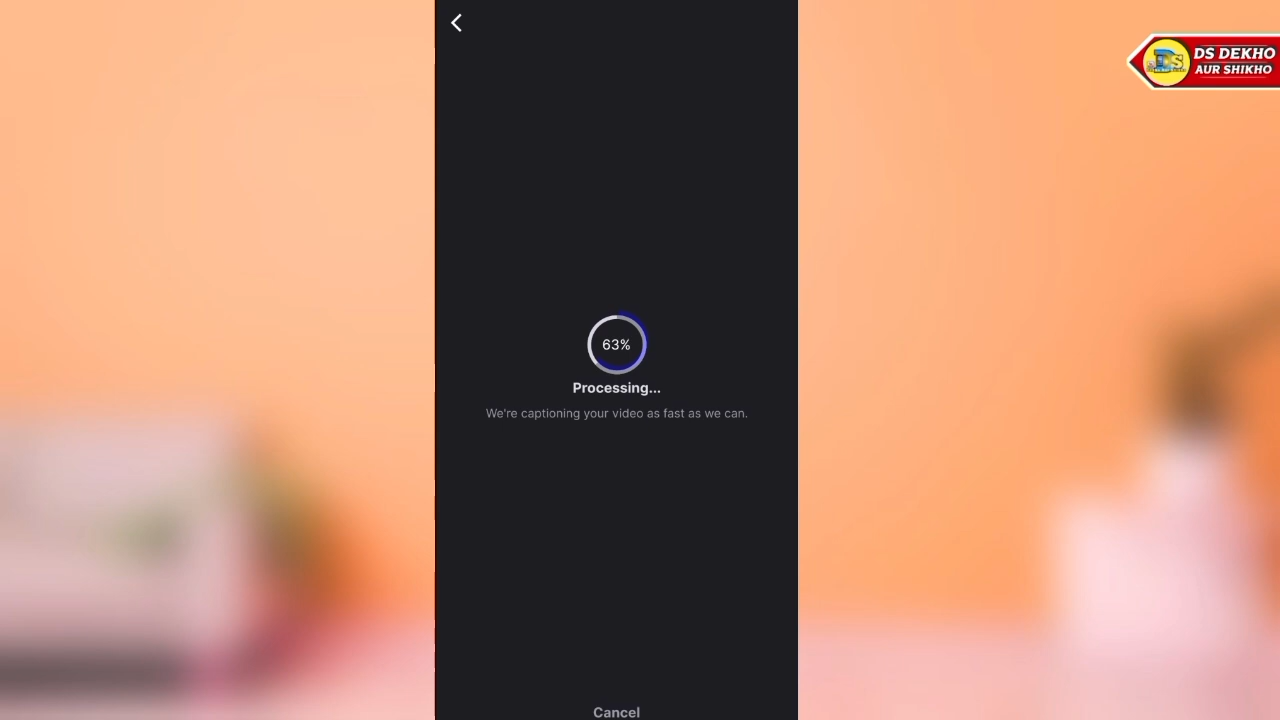 DS DEKHO
AUR SHIKHO
63%
Processing...
We're captioning your video as fast as we can.
Cancel